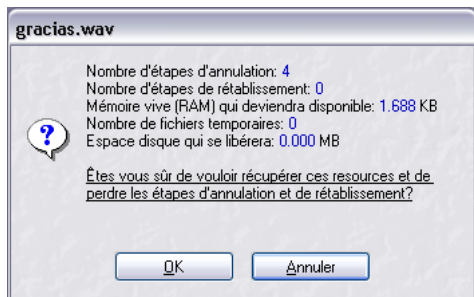 gracias.wav
Nombre d'étapes d'annulation: 4
Nombre d'étapes de rétablissement: 0
Mémoire vive (RAM) qui deviendra disponible: 1.688 KB
Nombre de fichiers temporaires: 0
Espace disque qui se libérera: 0.000 MB
Êtes vous sûr de vouloir récupérer ces resources et de
perdre les étapes d'annulation et de rétablissement?
OK
Annuler